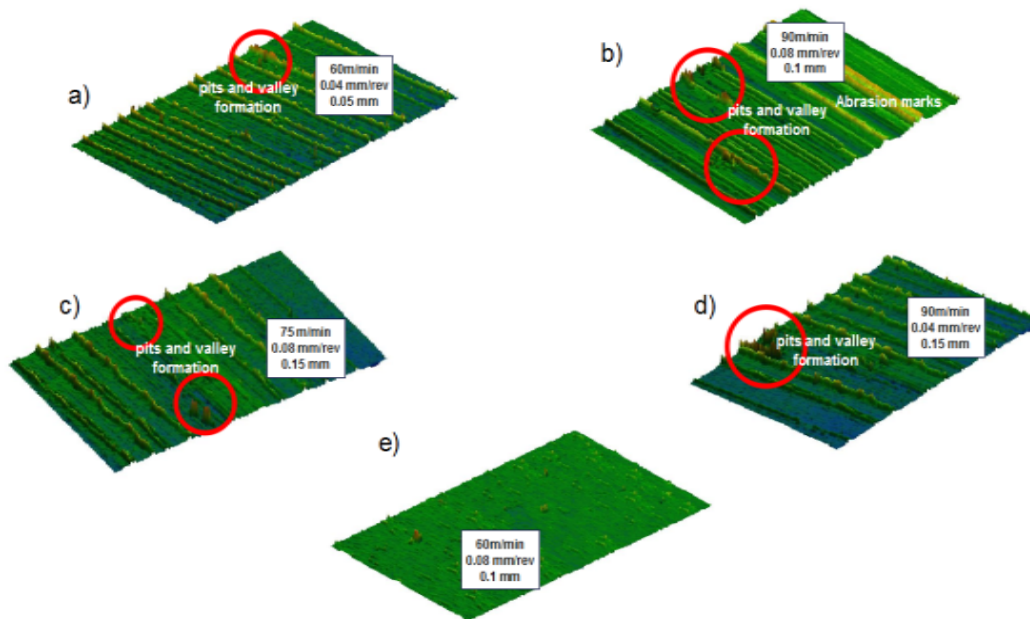 a)
60m/min
0.04 mm/rev
0.05 mm
pits and valley
formation
b)
90m/min
0.08 mm/rev
0.1 mm
Abrasion marks
pits and valley
formation
c)
75 m/min
0.08 mm/rev
0.15 mm
pits and valley
formation
d)
90m/min
0.04 mm/rev
0.15 mm
pits and valley
formation
e)
60m/min
0.08 mm/rev
0.1 mm